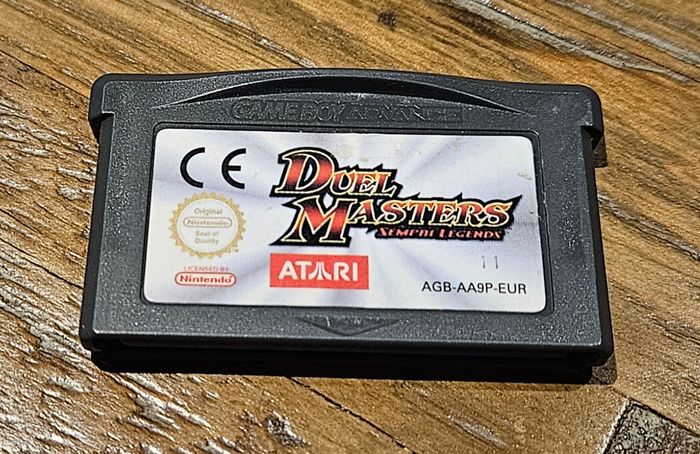 GAME BOY ADVANCE
CE
DUEL
MASTERS
SEMPAI LEGENDS
Original
Nintendo
Seal of
Quality
LICENSED BY
Nintendo
ATARI
11
AGB-AA9P-EUR